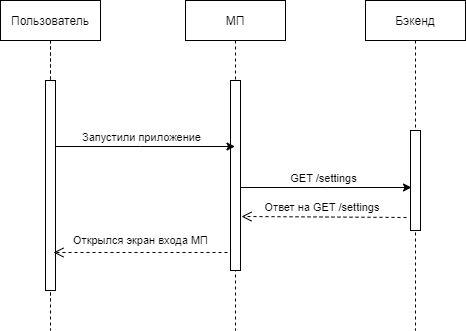 Пользователь
МП
Бэкенд
Запустили приложение
GET /settings
Ответ на GET /settings
Открылся экран входа МП